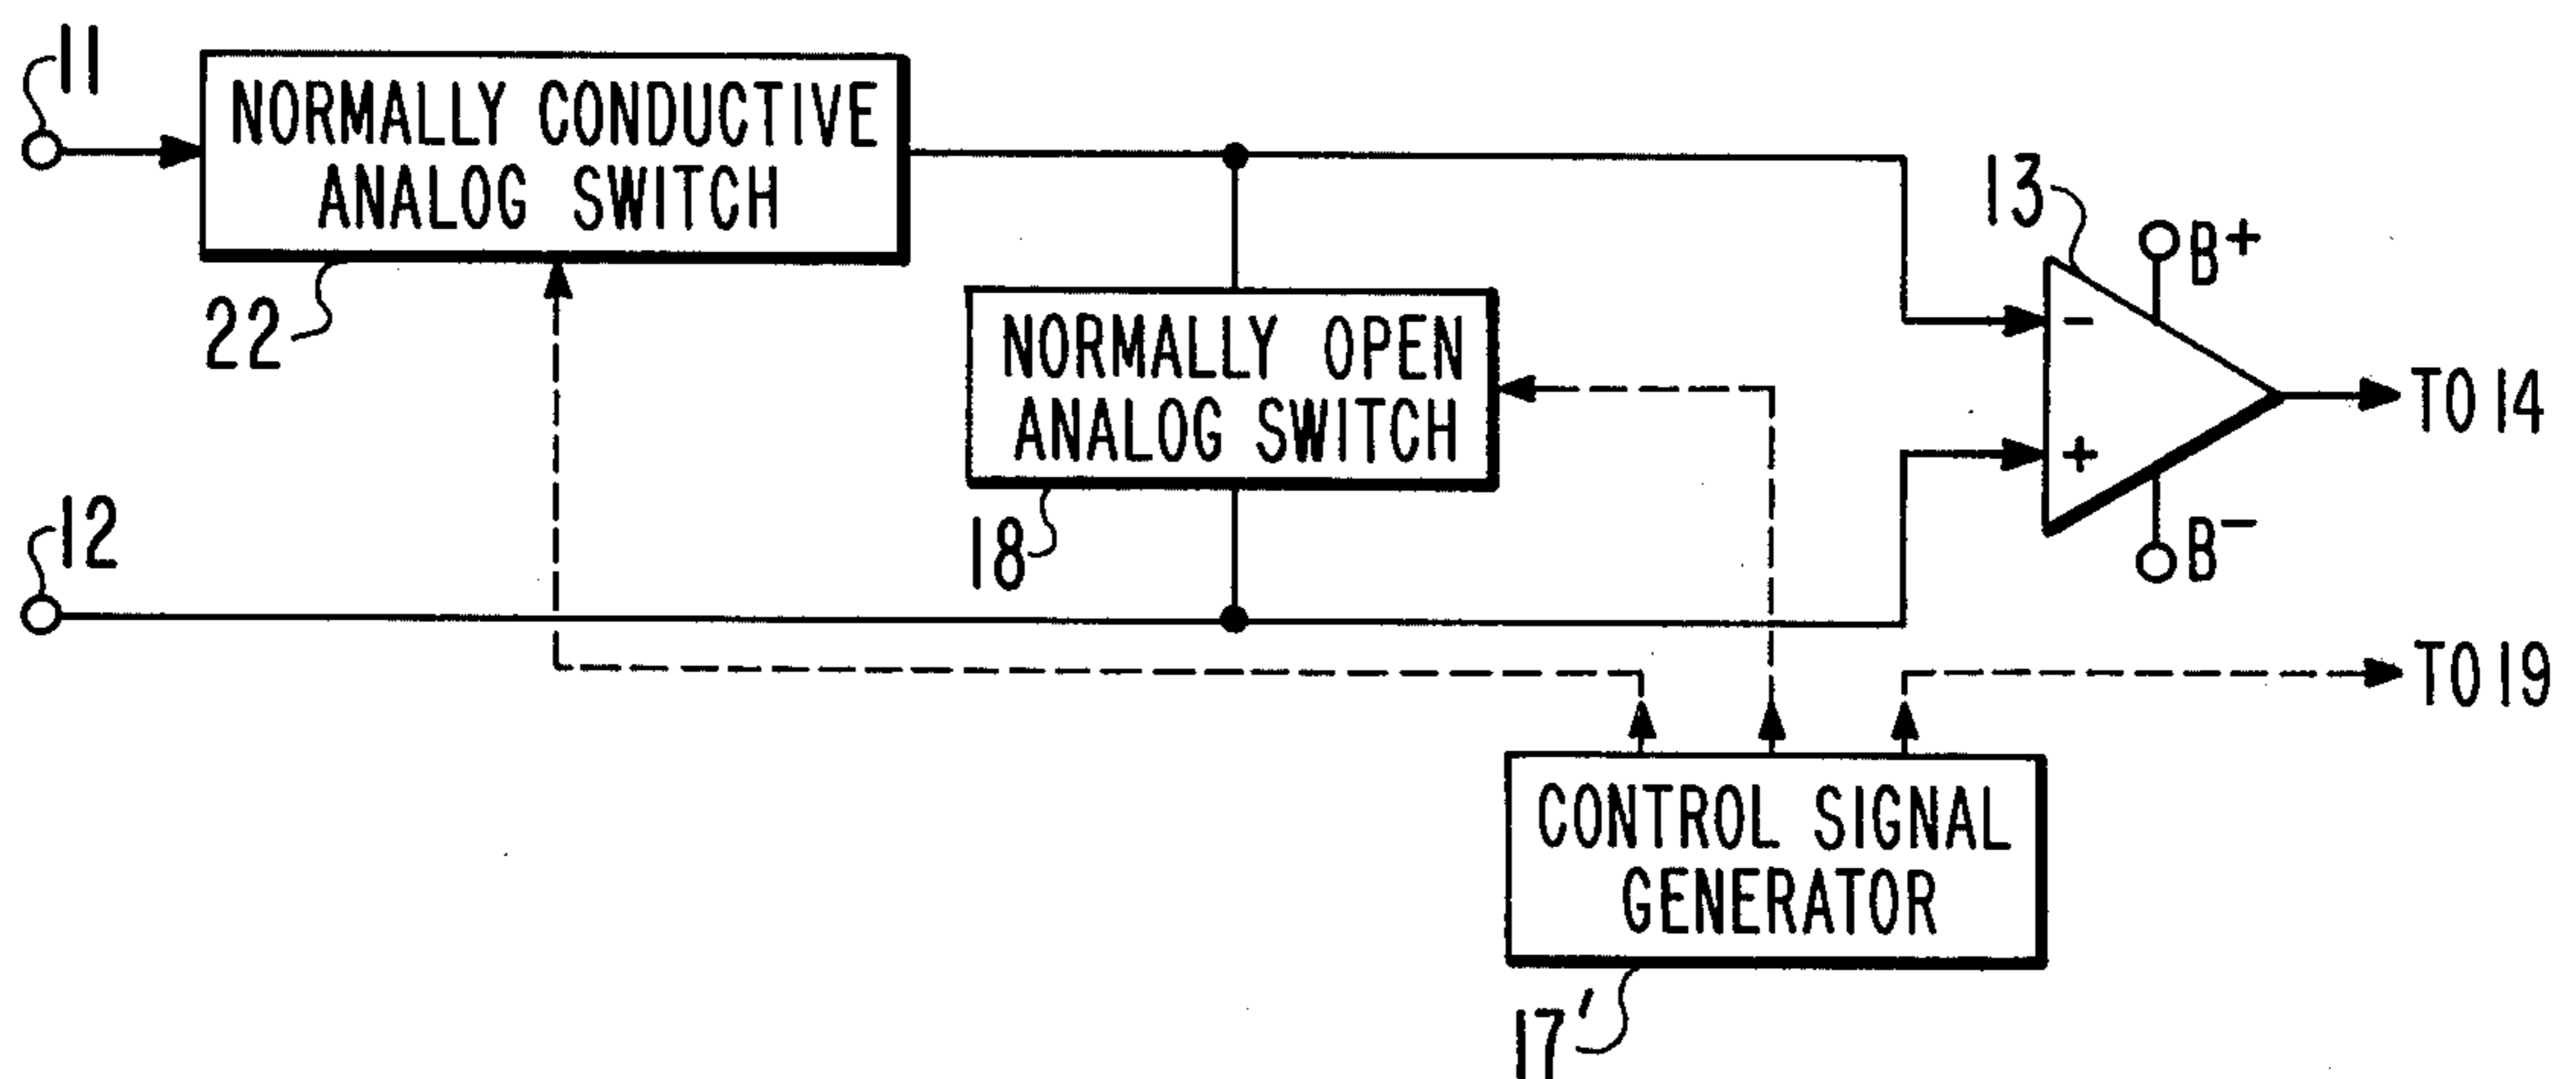 11
NORMALLY CONDUCTIVE
ANALOG SWITCH
22
13
B+
NORMALLY OPEN
ANALOG SWITCH
18
-
+
TO 14
B-
12
TO 19
CONTROL SIGNAL
GENERATOR
17'